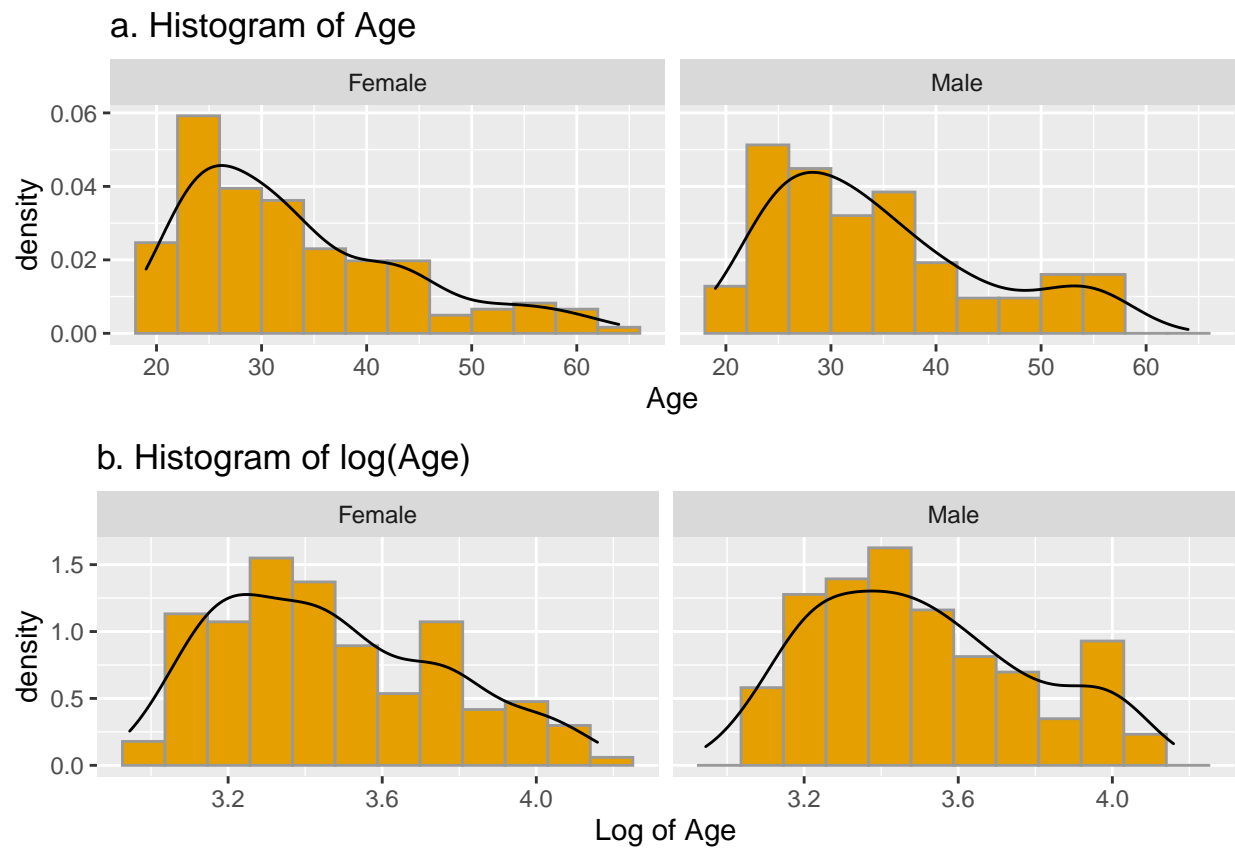 a. Histogram of Age
Female Male
0.06
0.04
0.02
0.00
density
20 30 40 50 60 20 30 40 50 60
Age
b. Histogram of log(Age)
Female Male
1.5
1.0
0.5
0.0
density
3.2 3.6 4.0 3.2 3.6 4.0
Log of Age